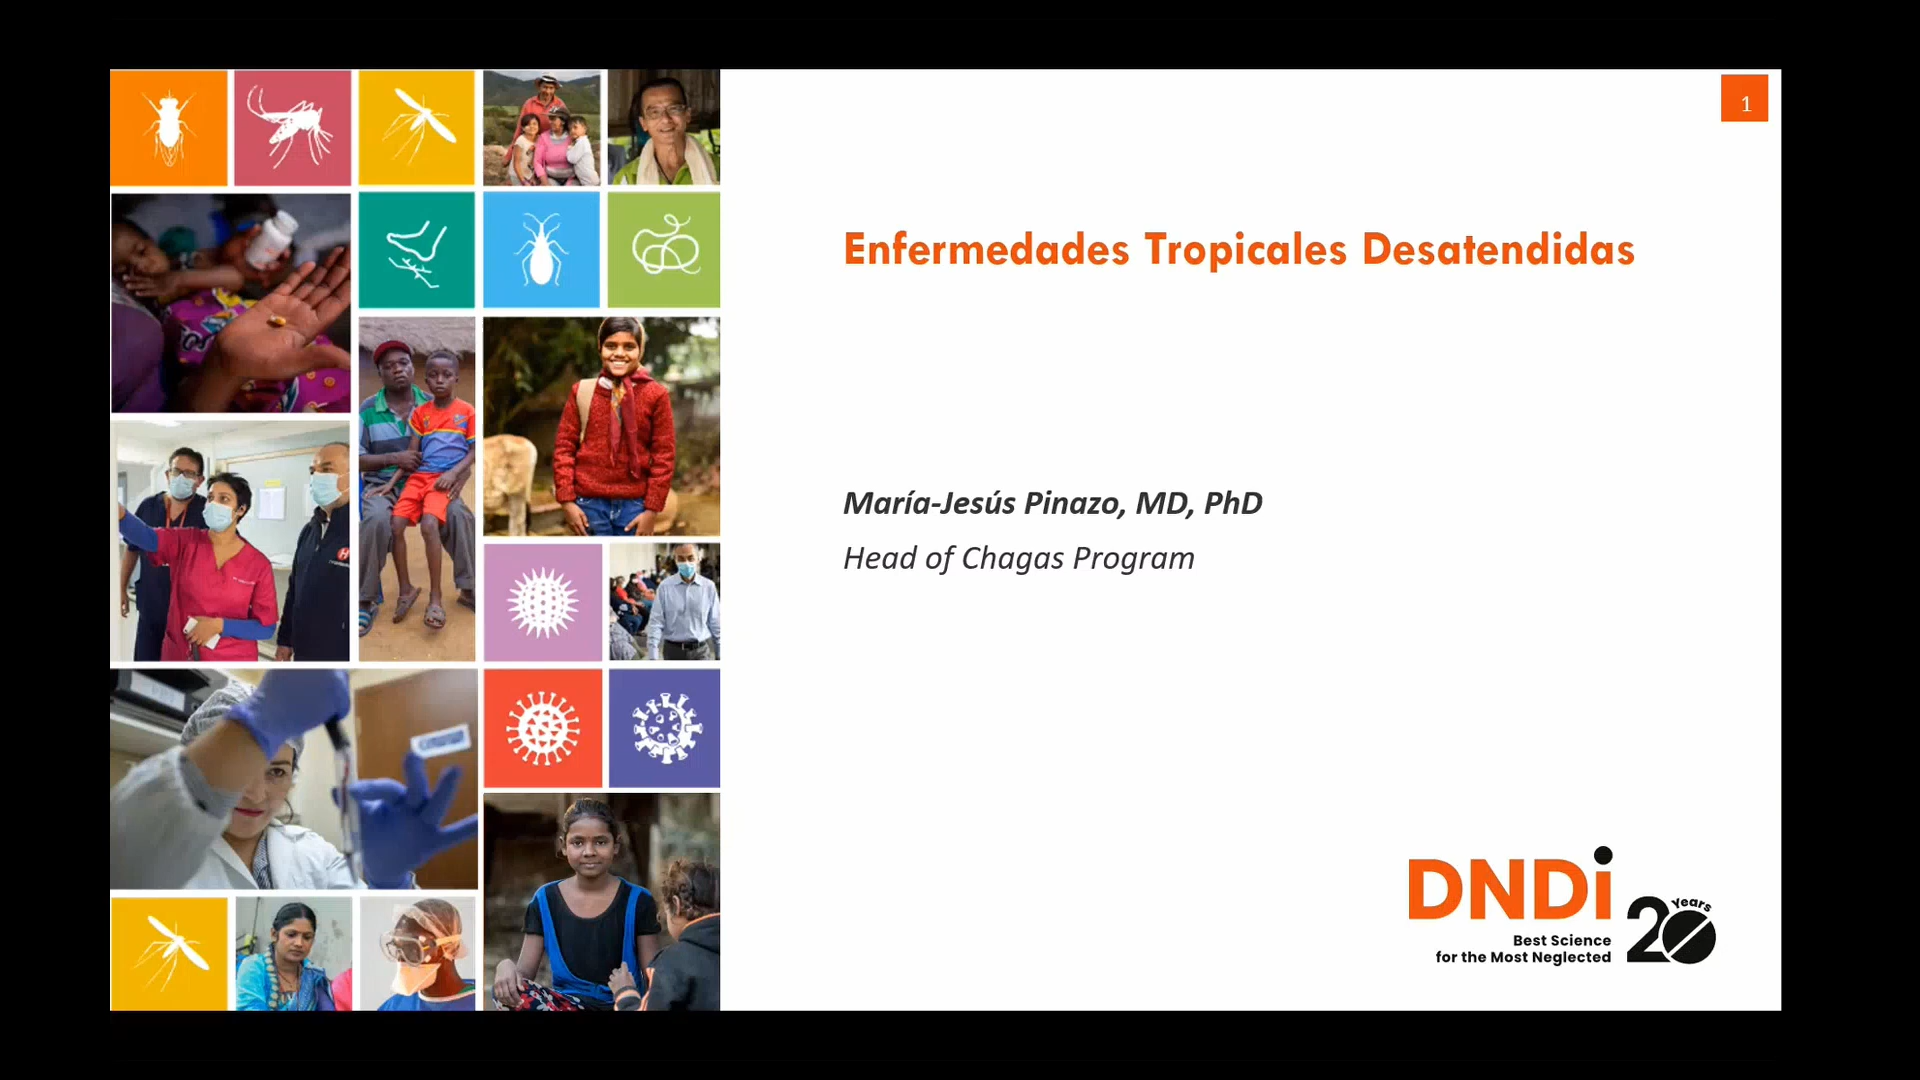 1
Enfermedades Tropicales Desatendidas
María-Jesús Pinazo, MD, PhD
Head of Chagas Program
DNDi
20 Years
Best Science
for the Most Neglected